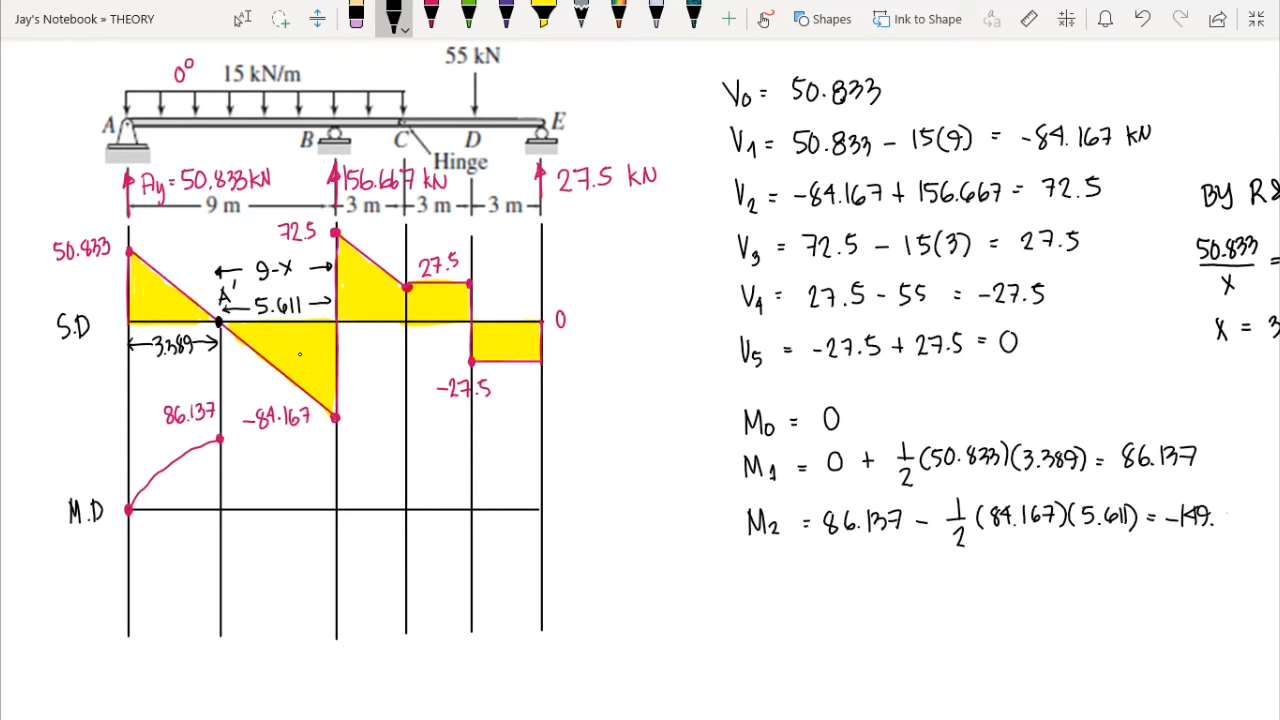 Jay's Notebook » THEORY
Shapes
Ink to Shape
55 kN
0°
15 kN/m
A
B
C
D
E
Hinge
Ay = 50.833 kN
156.667 kN
27.5 kN
9 m
3 m
3 m
3 m
72.5
50.833
9-x
27.5
A'
5.611
S.D
0
3.389
-27.5
86.137
-84.167
M.D
V0 = 50.833
V1 = 50.833 - 15(9) = -84.167 kN
V2 = -84.167 + 156.667 = 72.5
V3 = 72.5 - 15(3) = 27.5
V4 = 27.5 - 55 = -27.5
V5 = -27.5 + 27.5 = 0
M0 = 0
M1 = 0 + 1/2 (50.833)(3.389) = 86.137
M2 = 86.137 - 1/2 (84.167)(5.611) = -149.
BY
50.833
x
=
x = 3